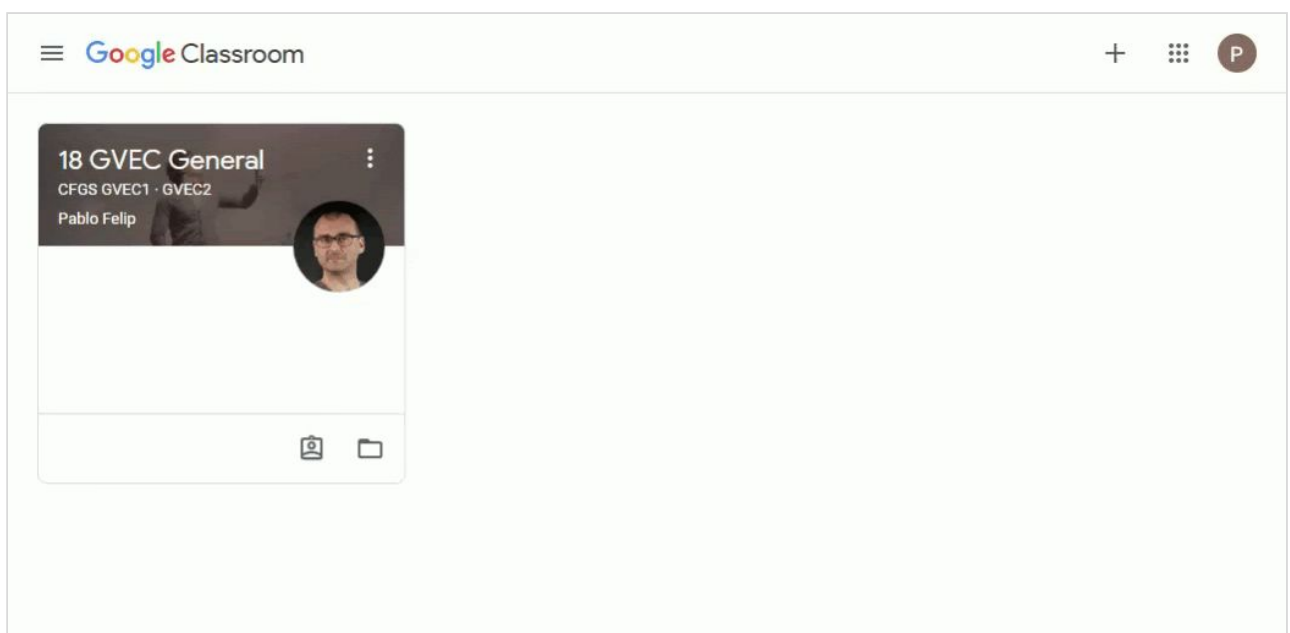 Google Classroom
P
18 GVEC General
CFGS GVEC1 · GVEC2
Pablo Felip